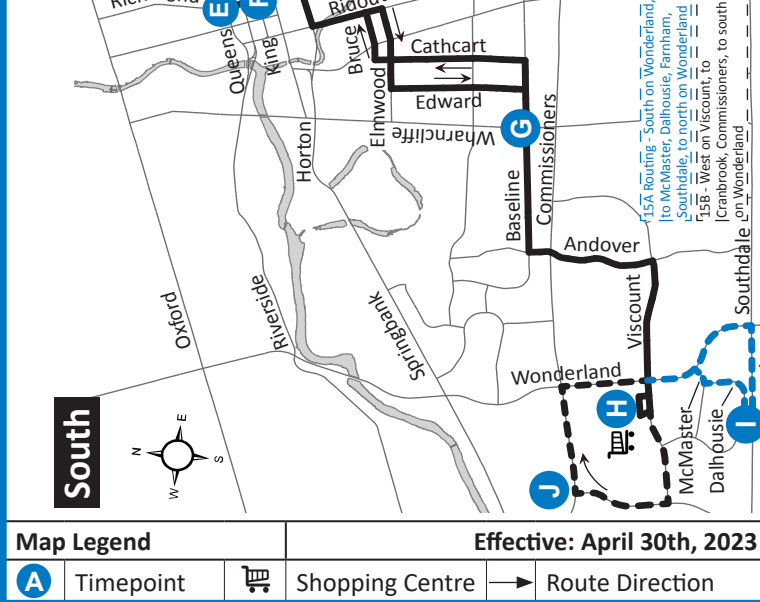 Queens
King
Bruce
Cathcart
Elmwood
Edward
Wharncliffe
Horton
G
Baseline
Commissioners
15A Routing - South on Wonderland,
to McMaster, Dalhousie, Farnham,
Southdale, to north on Wonderland
15B - West on Viscount, to
Cranbrook, Commissioners, to south
on Wonderland
Andover
Southdale
Oxford
Riverside
Springbank
Viscount
Wonderland
South
N
E
S
W
H
I
J
McMaster
Dalhousie
Map Legend
Effective: April 30th, 2023
A
Timepoint
Shopping Centre
Route Direction